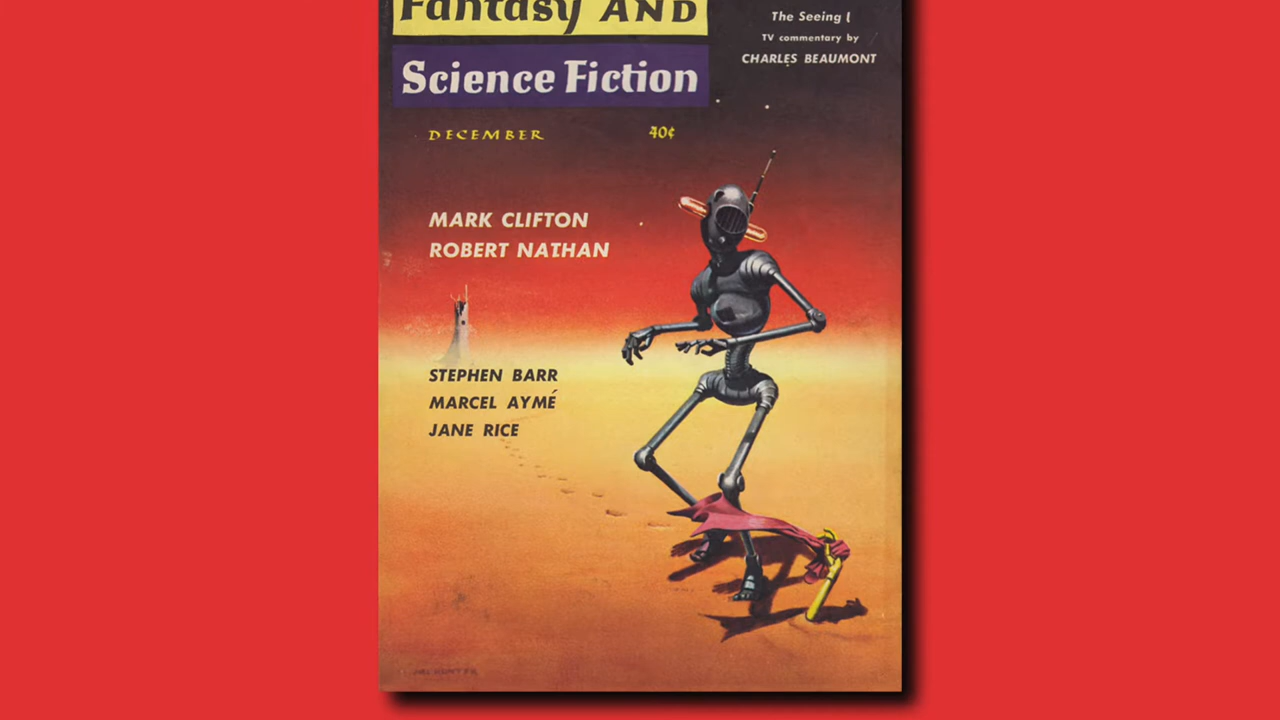 Fantasy AND
The Seeing I
TV commentary by
CHARLES BEAUMONT
Science Fiction
DECEMBER 40¢
MARK CLIFTON
ROBERT NATHAN
STEPHEN BARR
MARCEL AYMÉ
JANE RICE